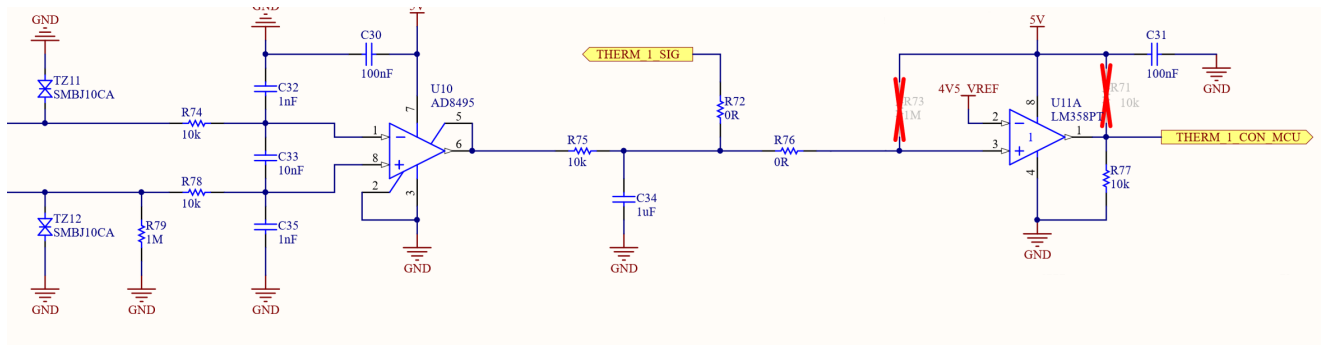 GND
GND
5V
5V
C30
100nF
THERM_1_SIG
C31
100nF
GND
TZ11
SMBJ10CA
C32
1nF
U10
AD8495
R73
1M
4V5_VREF
U11A
LM358PT
R71
10k
R74
10k
7
5
R72
0R
8
1
2
1
1
THERM_1_CON_MCU
C33
10nF
8
6
R75
10k
R76
0R
3
R78
10k
2
3
4
R77
10k
TZ12
SMBJ10CA
R79
1M
C35
1nF
C34
1uF
GND
GND
GND
GND
GND
GND